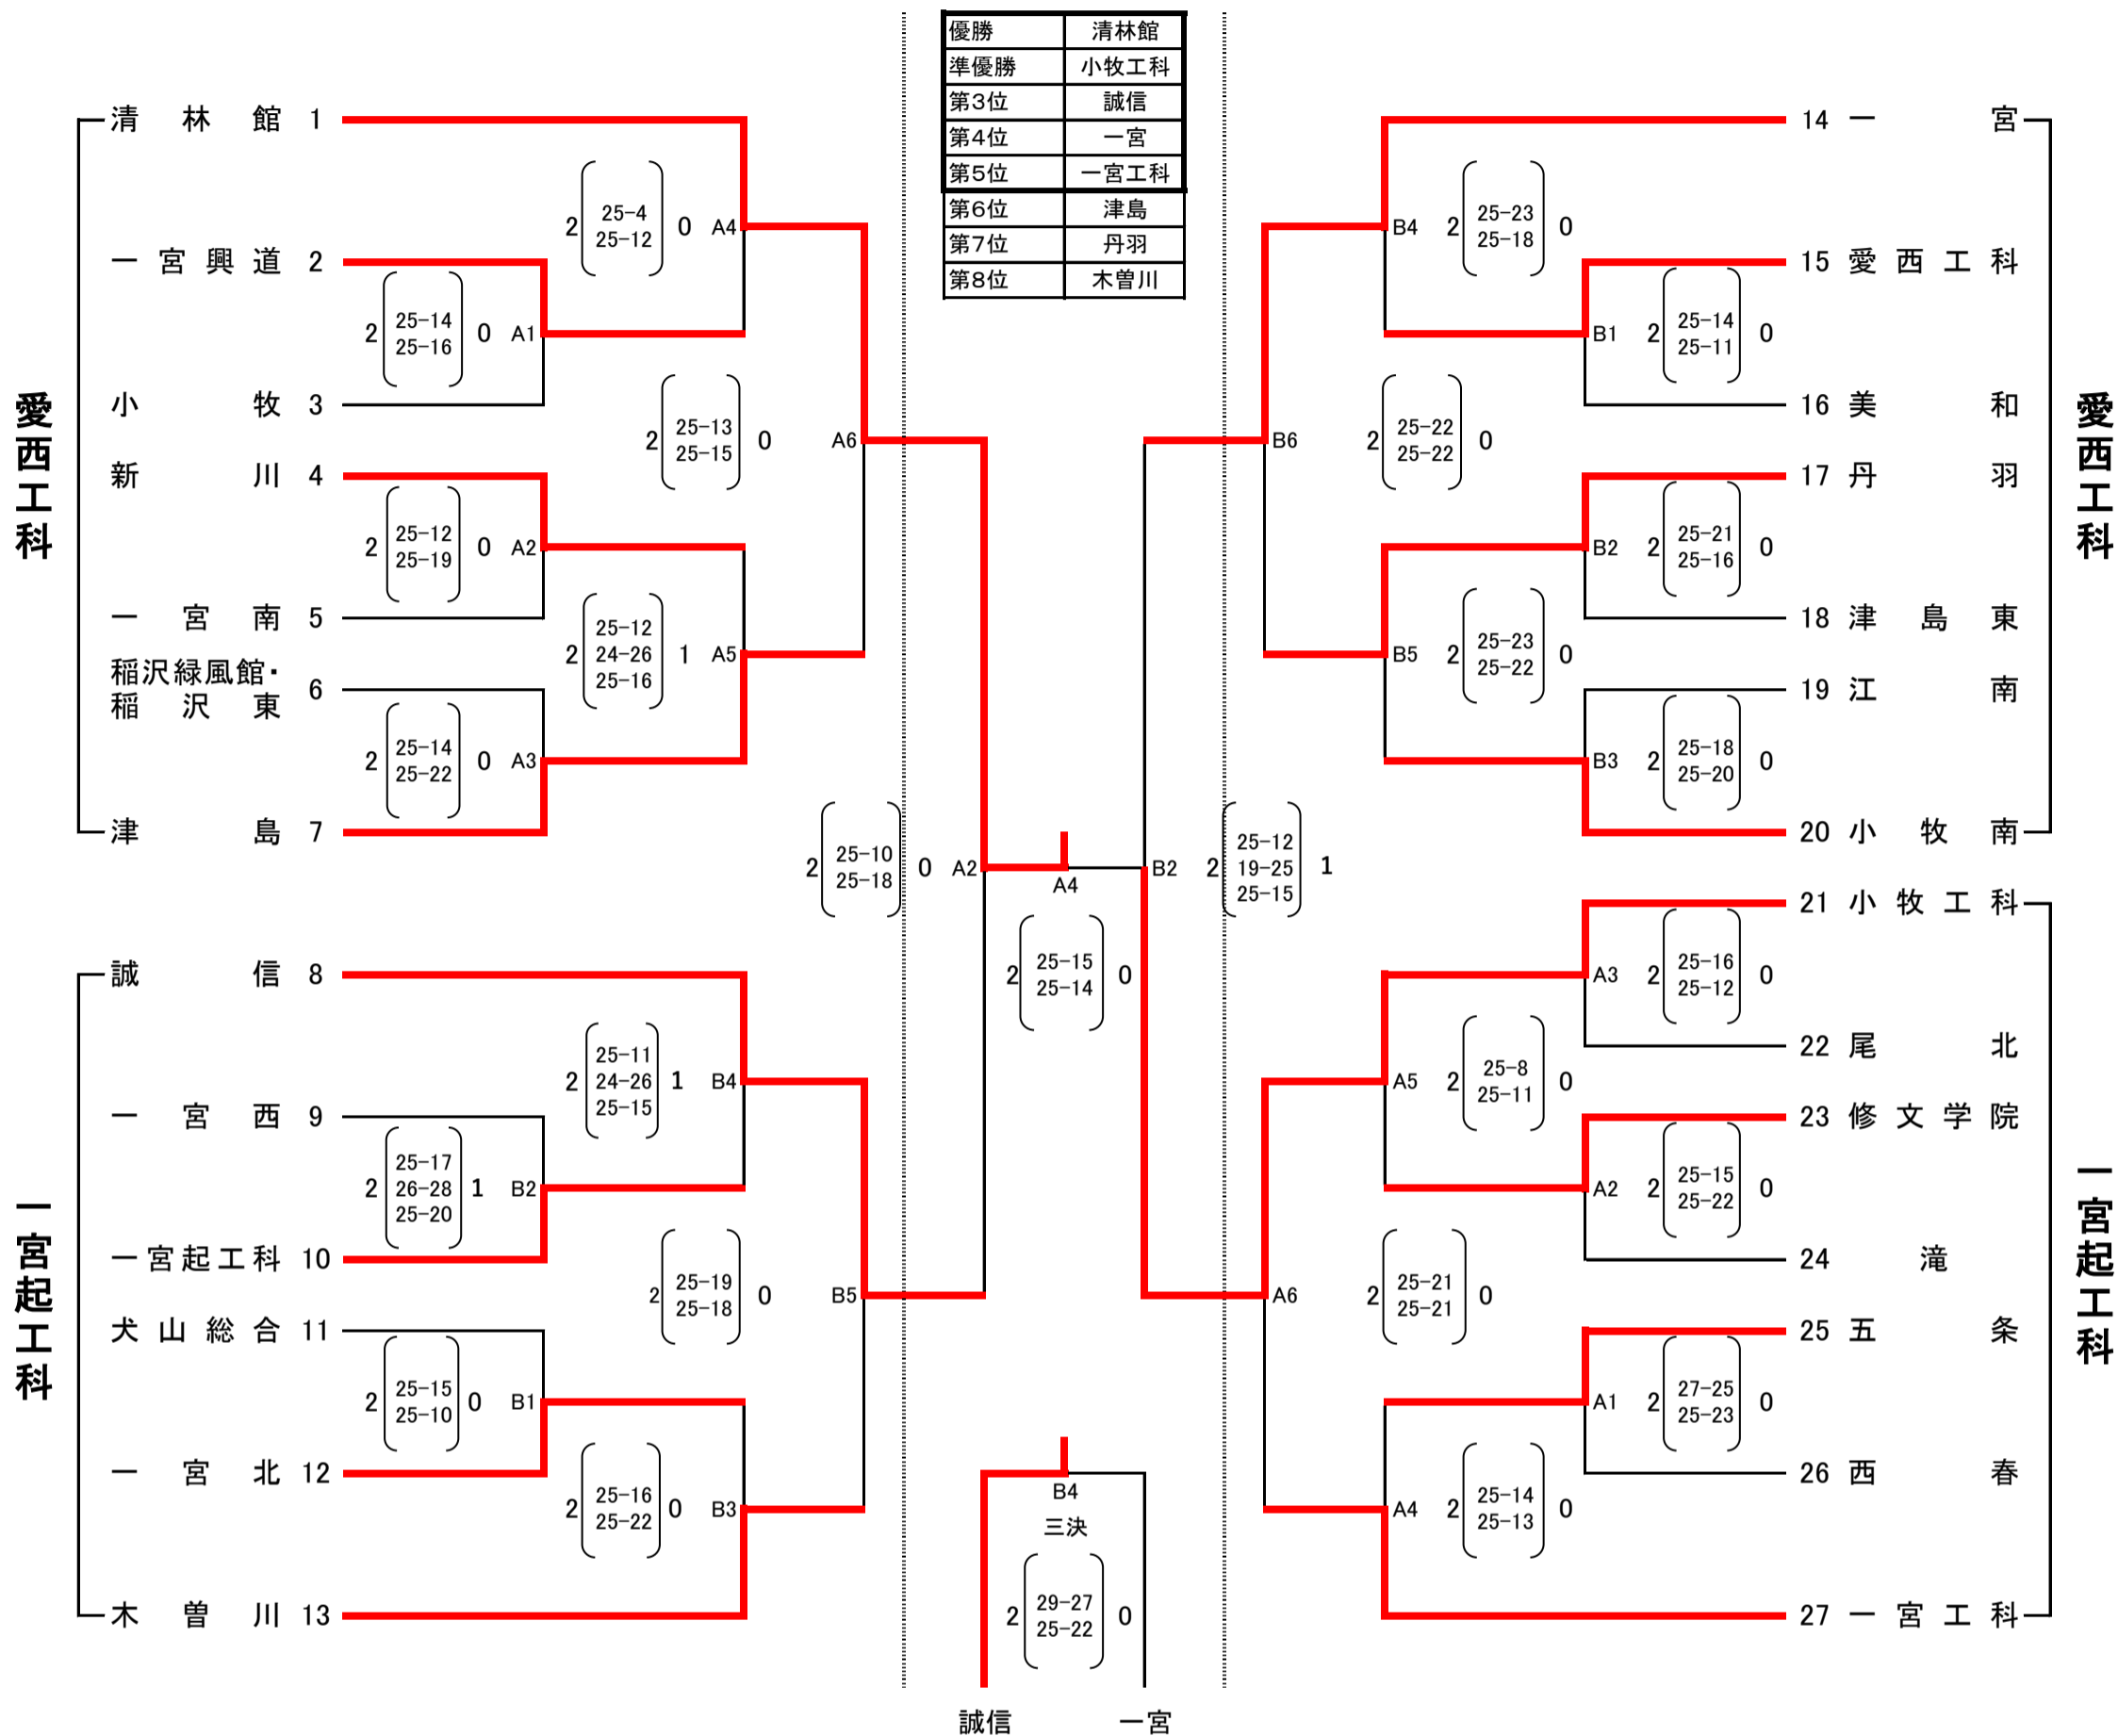 優勝 清林館
準優勝 小牧工科
第3位 誠信
第4位 一宮
第5位 一宮工科
第6位 津島
第7位 丹羽
第8位 木曽川
愛西工科
清林館 1
一宮興道 2
小牧 3
新川 4
一宮南 5
稲沢緑風館・
稲沢東 6
津島 7
2 25-4 0 A4
25-12
2 25-14 0 A1
25-16
2 25-13 0 A6
25-15
2 25-12 0 A2
25-19
2 25-12 1 A5
24-26
25-16
2 25-14 0 A3
25-22
2 25-10 0 A2
25-18
一宮起工科
誠信 8
一宮西 9
一宮起工科 10
犬山総合 11
一宮北 12
木曽川 13
2 25-11 1 B4
24-26
25-15
2 25-17 1 B2
26-28
25-20
2 25-19 0 B5
25-18
2 25-15 0 B1
25-10
2 25-16 0 B3
25-22
A4
2 25-15 0
25-14
B4
三決
2 29-27 0
25-22
誠信 一宮
愛西工科
14 一宮
15 愛西工科
16 美和
17 丹羽
18 津島東
19 江南
20 小牧南
B4 2 25-23 0
25-18
B1 2 25-14 0
25-11
B6 2 25-22 0
25-22
B2 2 25-21 0
25-16
B5 2 25-23 0
25-22
B3 2 25-18 0
25-20
B2 2 25-12 1
19-25
25-15
一宮起工科
21 小牧工科
22 尾北
23 修文学院
24 滝
25 五条
26 西春
27 一宮工科
A3 2 25-16 0
25-12
A5 2 25-8 0
25-11
A2 2 25-15 0
25-22
A6 2 25-21 0
25-21
A1 2 27-25 0
25-23
A4 2 25-14 0
25-13